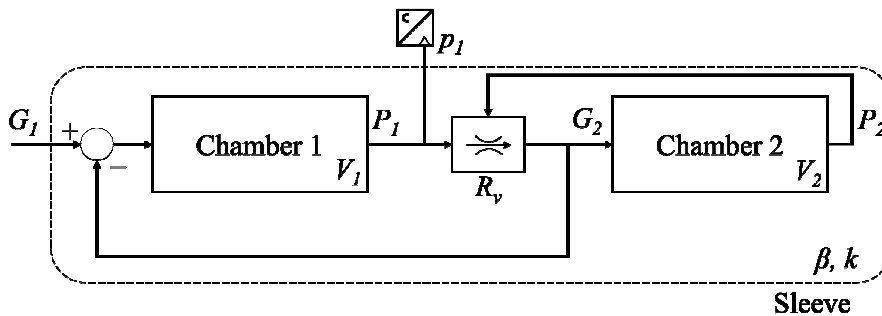 c
p1
G1
+
Chamber 1
V1
P1
Rv
G2
Chamber 2
V2
P2
−
β, k
Sleeve